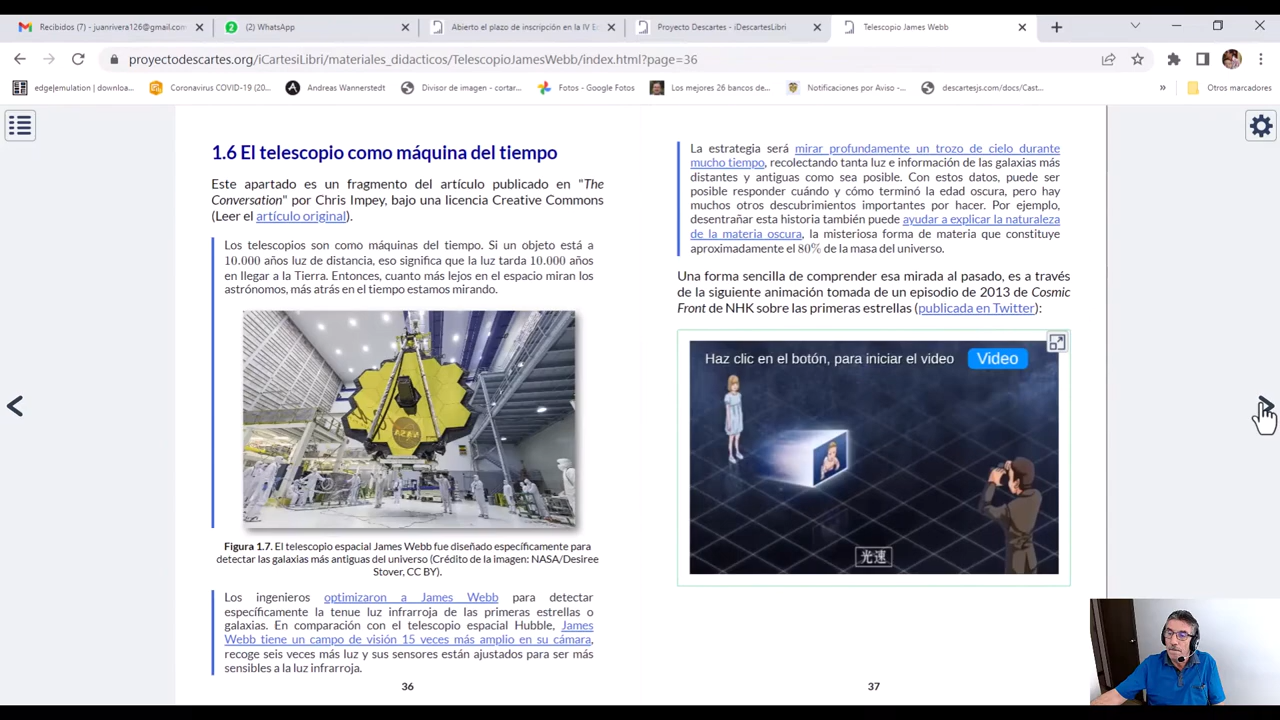 Recibidos (7) - juanrivera126@gmail.com
(2) WhatsApp
Abierto el plazo de inscripción en la IV E
Proyecto Descartes - iDescartesLibri
Telescopio James Webb
proyectodescartes.org/iCartesiLibri/materiales_didacticos/TelescopioJamesWebb/index.html?page=36
edge|emulation | downloa...
Coronavirus COVID-19 (20...
Andreas Wannerstedt
Divisor de imagen - cortar...
Fotos - Google Fotos
Los mejores 26 bancos de...
Notificaciones por Aviso -...
descartesjs.com/docs/Cast...
»
Otros marcadores
1.6 El telescopio como máquina del tiempo
Este apartado es un fragmento del artículo publicado en "The
Conversation" por Chris Impey, bajo una licencia Creative Commons
(Leer el artículo original).
Los telescopios son como máquinas del tiempo. Si un objeto está a
10.000 años luz de distancia, eso significa que la luz tarda 10.000 años
en llegar a la Tierra. Entonces, cuanto más lejos en el espacio miran los
astrónomos, más atrás en el tiempo estamos mirando.
NASA
Figura 1.7. El telescopio espacial James Webb fue diseñado específicamente para
detectar las galaxias más antiguas del universo (Crédito de la imagen: NASA/Desiree
Stover, CC BY).
Los ingenieros optimizaron a James Webb para detectar
específicamente la tenue luz infrarroja de las primeras estrellas o
galaxias. En comparación con el telescopio espacial Hubble, James
Webb tiene un campo de visión 15 veces más amplio en su cámara,
recoge seis veces más luz y sus sensores están ajustados para ser más
sensibles a la luz infrarroja.
36
La estrategia será mirar profundamente un trozo de cielo durante
mucho tiempo, recolectando tanta luz e información de las galaxias más
distantes y antiguas como sea posible. Con estos datos, puede ser
posible responder cuándo y cómo terminó la edad oscura, pero hay
muchos otros descubrimientos importantes por hacer. Por ejemplo,
desentrañar esta historia también puede ayudar a explicar la naturaleza
de la materia oscura, la misteriosa forma de materia que constituye
aproximadamente el 80% de la masa del universo.
Una forma sencilla de comprender esa mirada al pasado, es a través
de la siguiente animación tomada de un episodio de 2013 de Cosmic
Front de NHK sobre las primeras estrellas (publicada en Twitter):
Haz clic en el botón, para iniciar el video
Video
光速
37